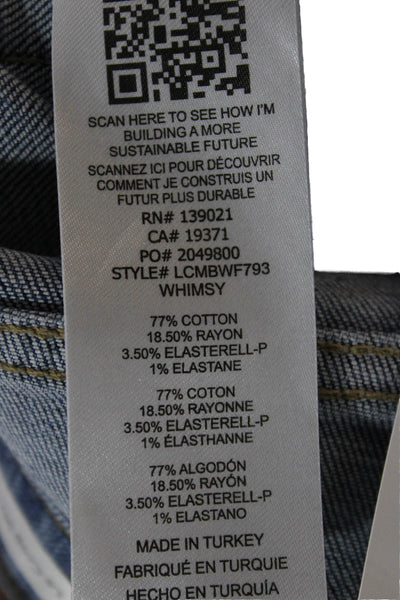 SCAN HERE TO SEE HOW I'M
BUILDING A MORE
SUSTAINABLE FUTURE
SCANNEZ ICI POUR DÉCOUVRIR
COMMENT JE CONSTRUIS UN
FUTUR PLUS DURABLE
RN# 139021
CA# 19371
PO# 2049800
STYLE# LCMBWF793
WHIMSY
77% COTTON
18.50% RAYON
3.50% ELASTERELL-P
1% ELASTANE
77% COTON
18.50% RAYONNE
3.50% ELASTERELL-P
1% ÉLASTHANNE
77% ALGODÓN
18.50% RAYÓN
3.50% ELASTERELL-P
1% ELASTANO
MADE IN TURKEY
FABRIQUÉ EN TURQUIE
HECHO EN TURQUÍA